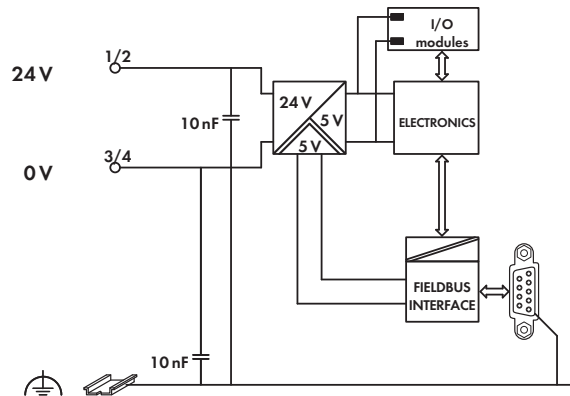 I/O
modules
1/2
24 V
24 V
5 V
10 nF
ELECTRONICS
5 V
3/4
0 V
FIELDBUS
INTERFACE
10 nF